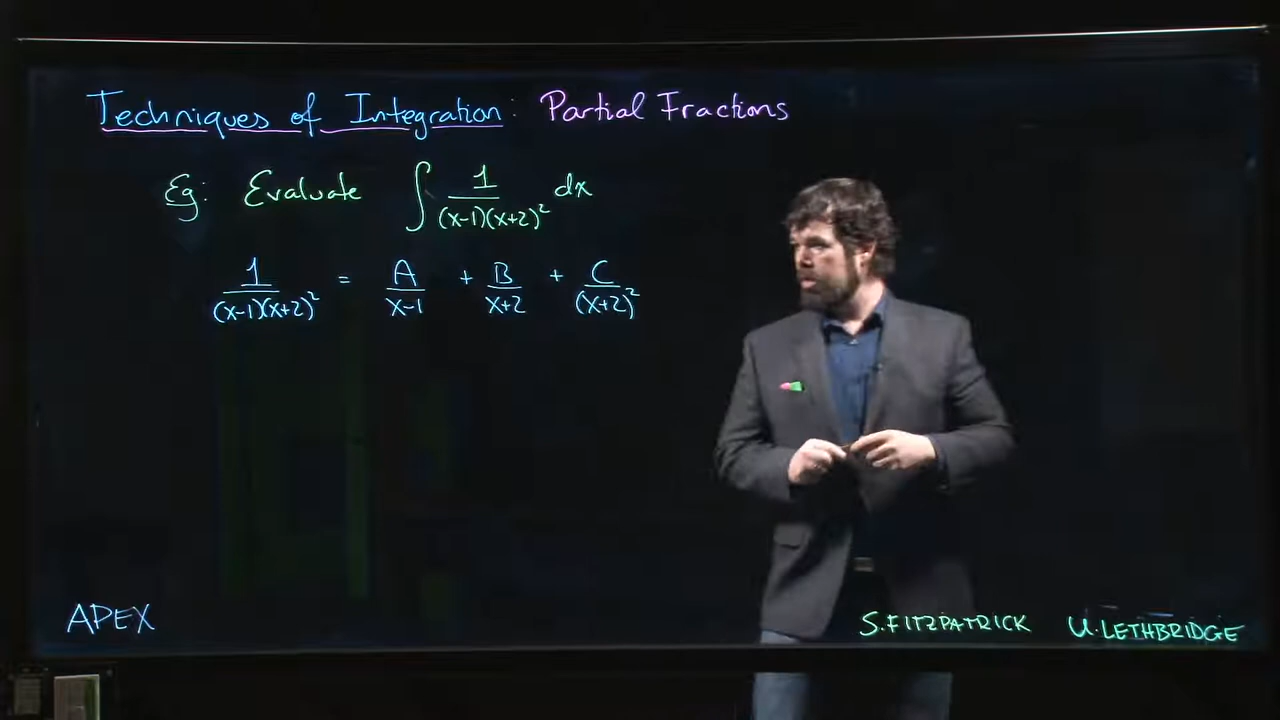 Techniques of Integration: Partial Fractions
Eg: Evaluate ∫ 1/((x-1)(x+2)²) dx
1/((x-1)(x+2)²) = A/(x-1) + B/(x+2) + C/(x+2)²
APEX
S.FITZPATRICK U.LETHBRIDGE